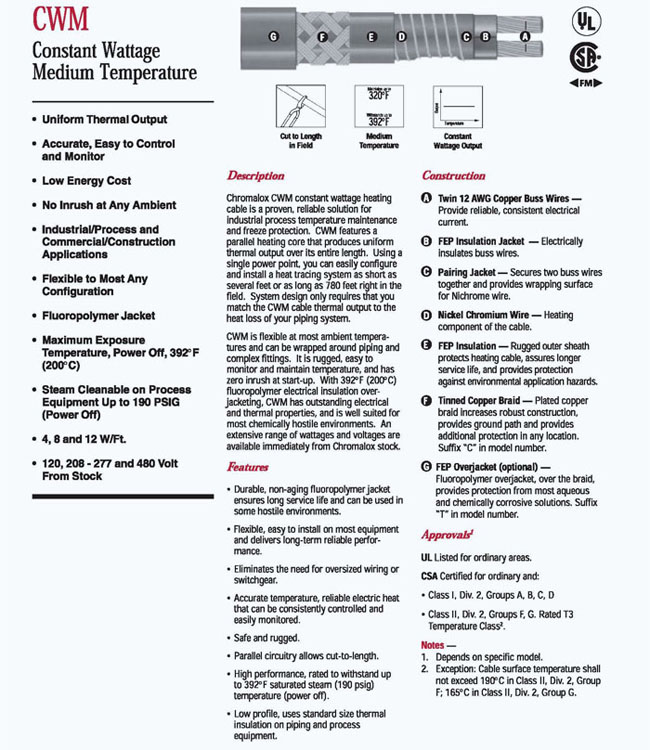 CWM
Constant Wattage
Medium Temperature
• Uniform Thermal Output
• Accurate, Easy to Control
and Monitor
• Low Energy Cost
• No Inrush at Any Ambient
• Industrial/Process and
Commercial/Construction
Applications
• Flexible to Most Any
Configuration
• Fluoropolymer Jacket
• Maximum Exposure
Temperature, Power Off, 392°F
(200°C)
• Steam Cleanable on Process
Equipment Up to 190 PSIG
(Power Off)
• 4, 8 and 12 W/Ft.
• 120, 208 - 277 and 480 Volt
From Stock
G F E D C B A
UL
SA
FM
Cut to Length
in Field
320°F
392°F
Medium
Temperature
Temperature
Constant
Wattage Output
Description
Chromalox CWM constant wattage heating
cable is a proven, reliable solution for
industrial process temperature maintenance
and freeze protection. CWM features a
parallel heating core that produces uniform
thermal output over its entire length. Using a
single power point, you can easily configure
and install a heat tracing system as short as
several feet or as long as 780 feet right in the
field. System design only requires that you
match the CWM cable thermal output to the
heat loss of your piping system.
CWM is flexible at most ambient tempera-
tures and can be wrapped around piping and
complex fittings. It is rugged, easy to
monitor and maintain temperature, and has
zero inrush at start-up. With 392°F (200°C)
fluoropolymer electrical insulation over-
jacketing, CWM has outstanding electrical
and thermal properties, and is well suited for
most chemically hostile environments. An
extensive range of wattages and voltages are
available immediately from Chromalox stock.
Features
• Durable, non-aging fluoropolymer jacket
ensures long service life and can be used in
some hostile environments.
• Flexible, easy to install on most equipment
and delivers long-term reliable perfor-
mance.
• Eliminates the need for oversized wiring or
switchgear.
• Accurate temperature, reliable electric heat
that can be consistently controlled and
easily monitored.
• Safe and rugged.
• Parallel circuitry allows cut-to-length.
• High performance, rated to withstand up
to 392°F saturated steam (190 psig)
temperature (power off).
• Low profile, uses standard size thermal
insulation on piping and process
equipment.
Construction
A Twin 12 AWG Copper Buss Wires —
Provide reliable, consistent electrical
current.
B FEP Insulation Jacket — Electrically
insulates buss wires.
C Pairing Jacket — Secures two buss wires
together and provides wrapping surface
for Nichrome wire.
D Nickel Chromium Wire — Heating
component of the cable.
E FEP Insulation — Rugged outer sheath
protects heating cable, assures longer
service life, and provides protection
against environmental application hazards.
F Tinned Copper Braid — Plated copper
braid increases robust construction,
provides ground path and provides
additional protection in any location.
Suffix "C" in model number.
G FEP Overjacket (optional) —
Fluoropolymer overjacket, over the braid,
provides protection from most aqueous
and chemically corrosive solutions. Suffix
"T" in model number.
Approvals¹
UL Listed for ordinary areas.
CSA Certified for ordinary and:
• Class I, Div. 2, Groups A, B, C, D
• Class II, Div. 2, Groups F, G. Rated T3
Temperature Class².
Notes —
1. Depends on specific model.
2. Exception: Cable surface temperature shall
not exceed 190°C in Class II, Div. 2, Group
F; 165°C in Class II, Div. 2, Group G.